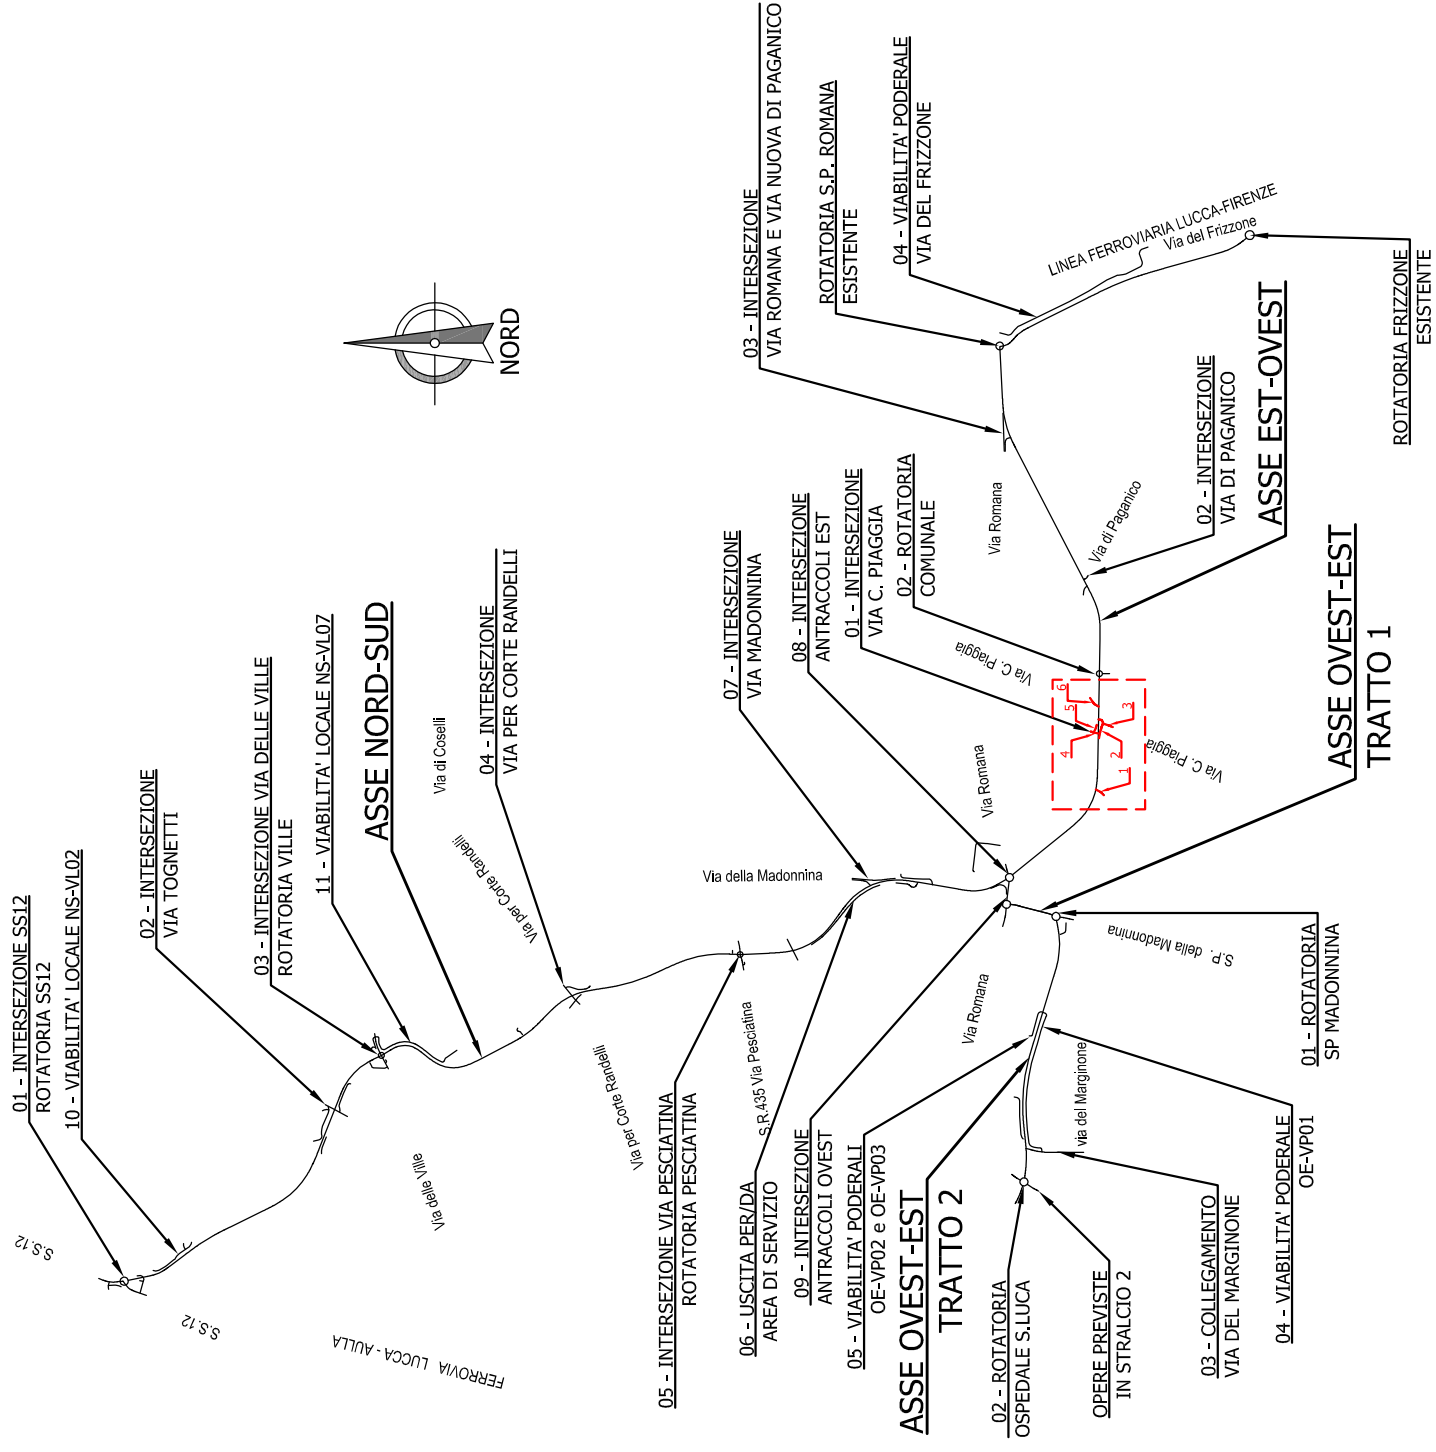 01 - INTERSEZIONE SS12
ROTATORIA SS12
10 - VIABILITA' LOCALE NS-VL02
02 - INTERSEZIONE
VIA TOGNETTI
03 - INTERSEZIONE VIA DELLE VILLE
ROTATORIA VILLE
11 - VIABILITA' LOCALE NS-VL07
ASSE NORD-SUD
Via di Coselli
04 - INTERSEZIONE
VIA PER CORTE RANDELLI
Via per Corte Randelli
NORD
S.S.12
S.S.12
FERROVIA LUCCA - AULLA
Via delle Ville
Via per Corte Randelli
05 - INTERSEZIONE VIA PESCIATINA
ROTATORIA PESCIATINA
S.R.435 Via Pesciatina
06 - USCITA PER/DA
AREA DI SERVIZIO
07 - INTERSEZIONE
VIA MADONNINA
Via della Madonnina
08 - INTERSEZIONE
ANTRACCOLI EST
09 - INTERSEZIONE
ANTRACCOLI OVEST
01 - INTERSEZIONE
VIA C. PIAGGIA
02 - ROTATORIA
COMUNALE
03 - INTERSEZIONE
VIA ROMANA E VIA NUOVA DI PAGANICO
ROTATORIA S.P. ROMANA
ESISTENTE
04 - VIABILITA' PODERALE
VIA DEL FRIZZONE
LINEA FERROVIARIA LUCCA-FIRENZE
Via del Frizzone
ROTATORIA FRIZZONE
ESISTENTE
Via Romana
Via di Paganico
02 - INTERSEZIONE
VIA DI PAGANICO
ASSE EST-OVEST
Via C. Piaggia
Via C. Piaggia
1
2
3
4
5
6
Via Romana
ASSE OVEST-EST
TRATTO 1
S.P. della Madonnina
01 - ROTATORIA
SP MADONNINA
Via Romana
05 - VIABILITA' PODERALI
OE-VP02 e OE-VP03
ASSE OVEST-EST
TRATTO 2
via del Marginone
02 - ROTATORIA
OSPEDALE S.LUCA
OPERE PREVISTE
IN STRALCIO 2
03 - COLLEGAMENTO
VIA DEL MARGINONE
04 - VIABILITA' PODERALE
OE-VP01